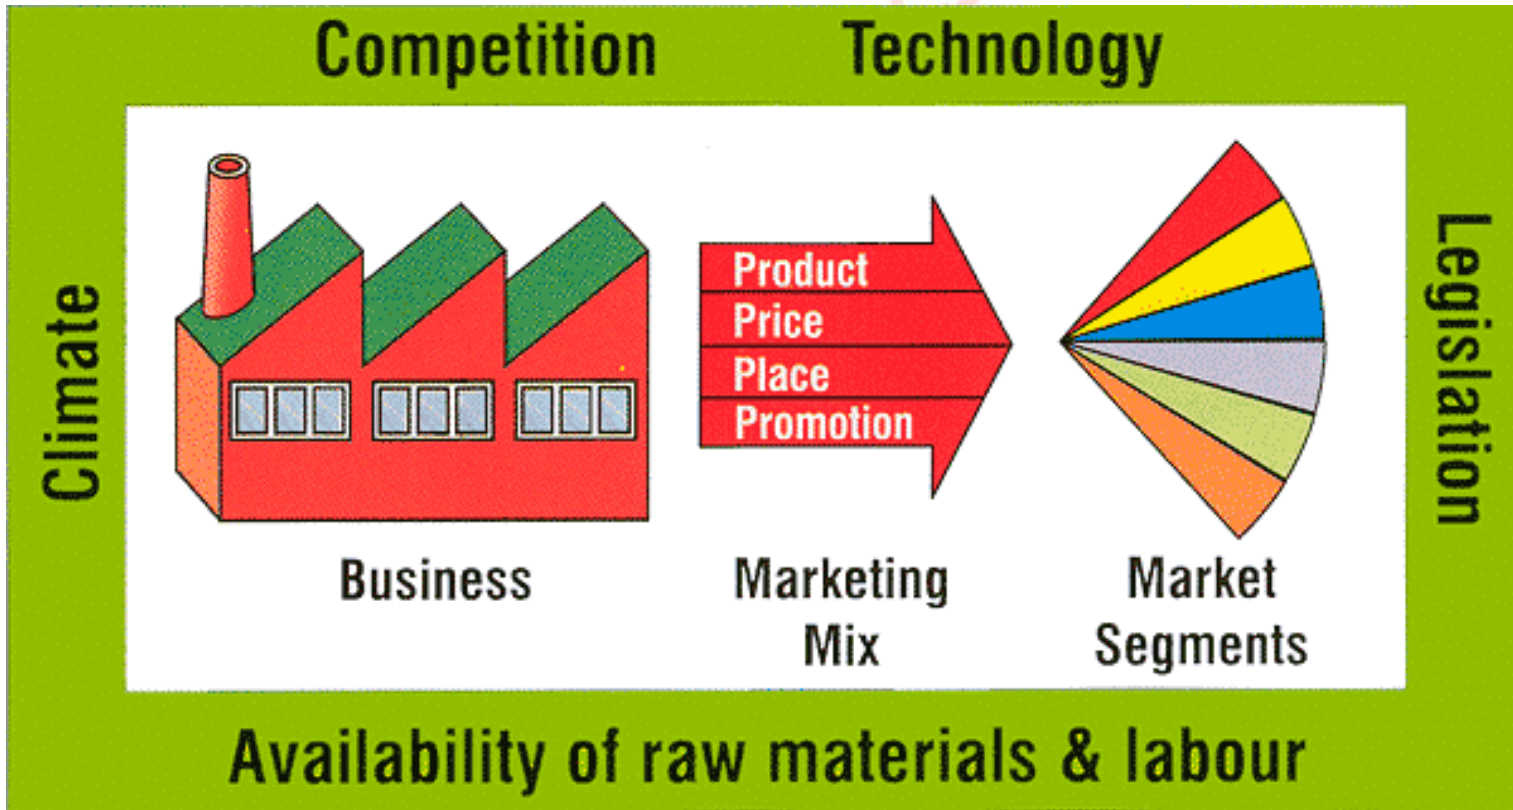 Competition Technology
Climate
Product
Price
Place
Promotion
Legislation
Business
Marketing
Mix
Market
Segments
Availability of raw materials & labour